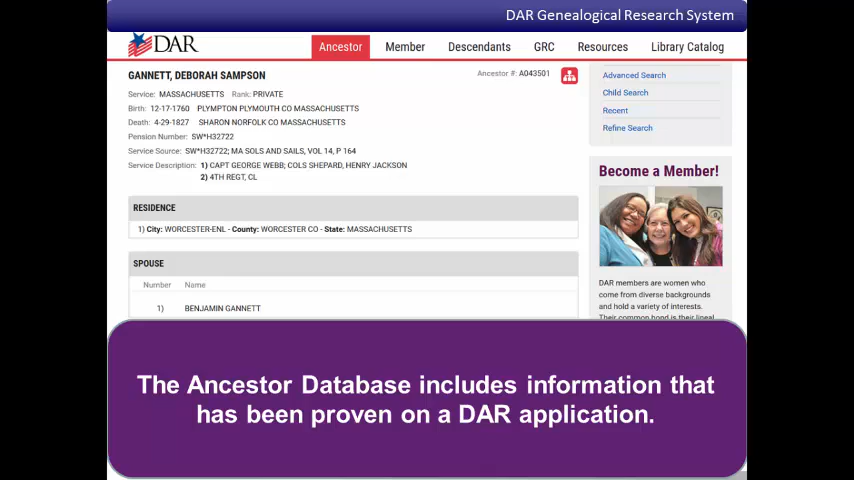 DAR Genealogical Research System
DAR
Ancestor Member Descendants GRC Resources Library Catalog
GANNETT, DEBORAH SAMPSON
Ancestor #: A043501
Service: MASSACHUSETTS Rank: PRIVATE
Birth: 12-17-1760 PLYMPTON PLYMOUTH CO MASSACHUSETTS
Death: 4-29-1827 SHARON NORFOLK CO MASSACHUSETTS
Pension Number: SW*H32722
Service Source: SW*H32722; MA SOLS AND SAILS, VOL 14, P 164
Service Description: 1) CAPT GEORGE WEBB; COLS SHEPARD, HENRY JACKSON
2) 4TH REGT, CL
RESIDENCE
1) City: WORCESTER-ENL - County: WORCESTER CO - State: MASSACHUSETTS
SPOUSE
Number Name
1) BENJAMIN GANNETT
Advanced Search
Child Search
Recent
Refine Search
Become a Member!
DAR members are women who
come from diverse backgrounds
and hold a variety of interests.
Their common bond is their lineal
The Ancestor Database includes information that
has been proven on a DAR application.